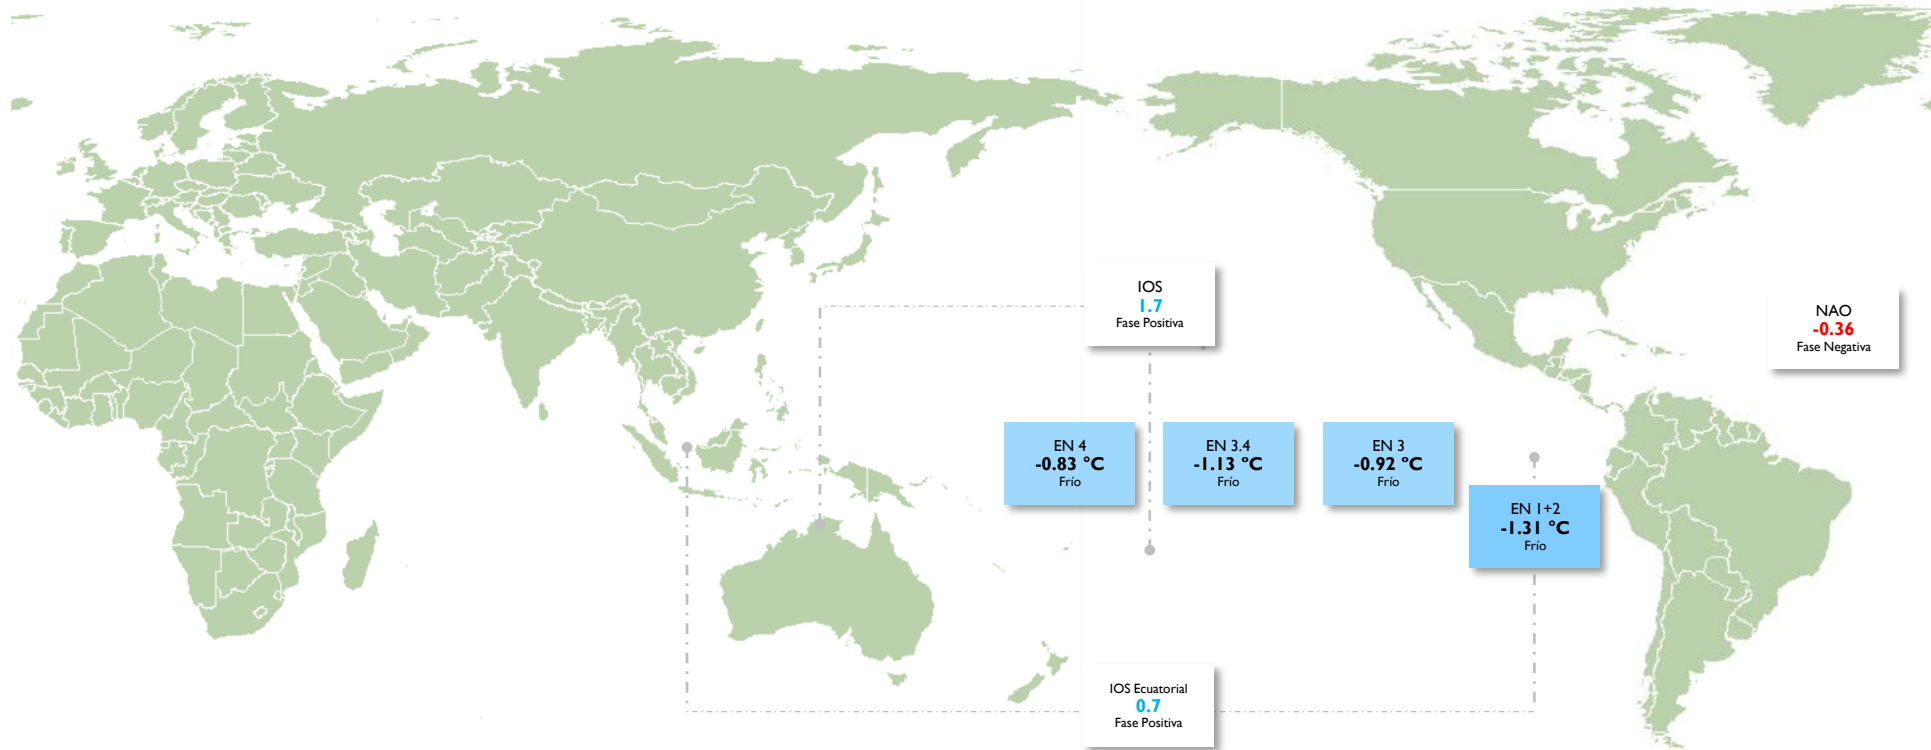 IOS
1.7
Fase Positiva
NAO
-0.36
Fase Negativa
EN 4
-0.83 °C
Frío
EN 3.4
-1.13 °C
Frío
EN 3
-0.92 °C
Frío
EN 1+2
-1.31 °C
Frío
IOS Ecuatorial
0.7
Fase Positiva